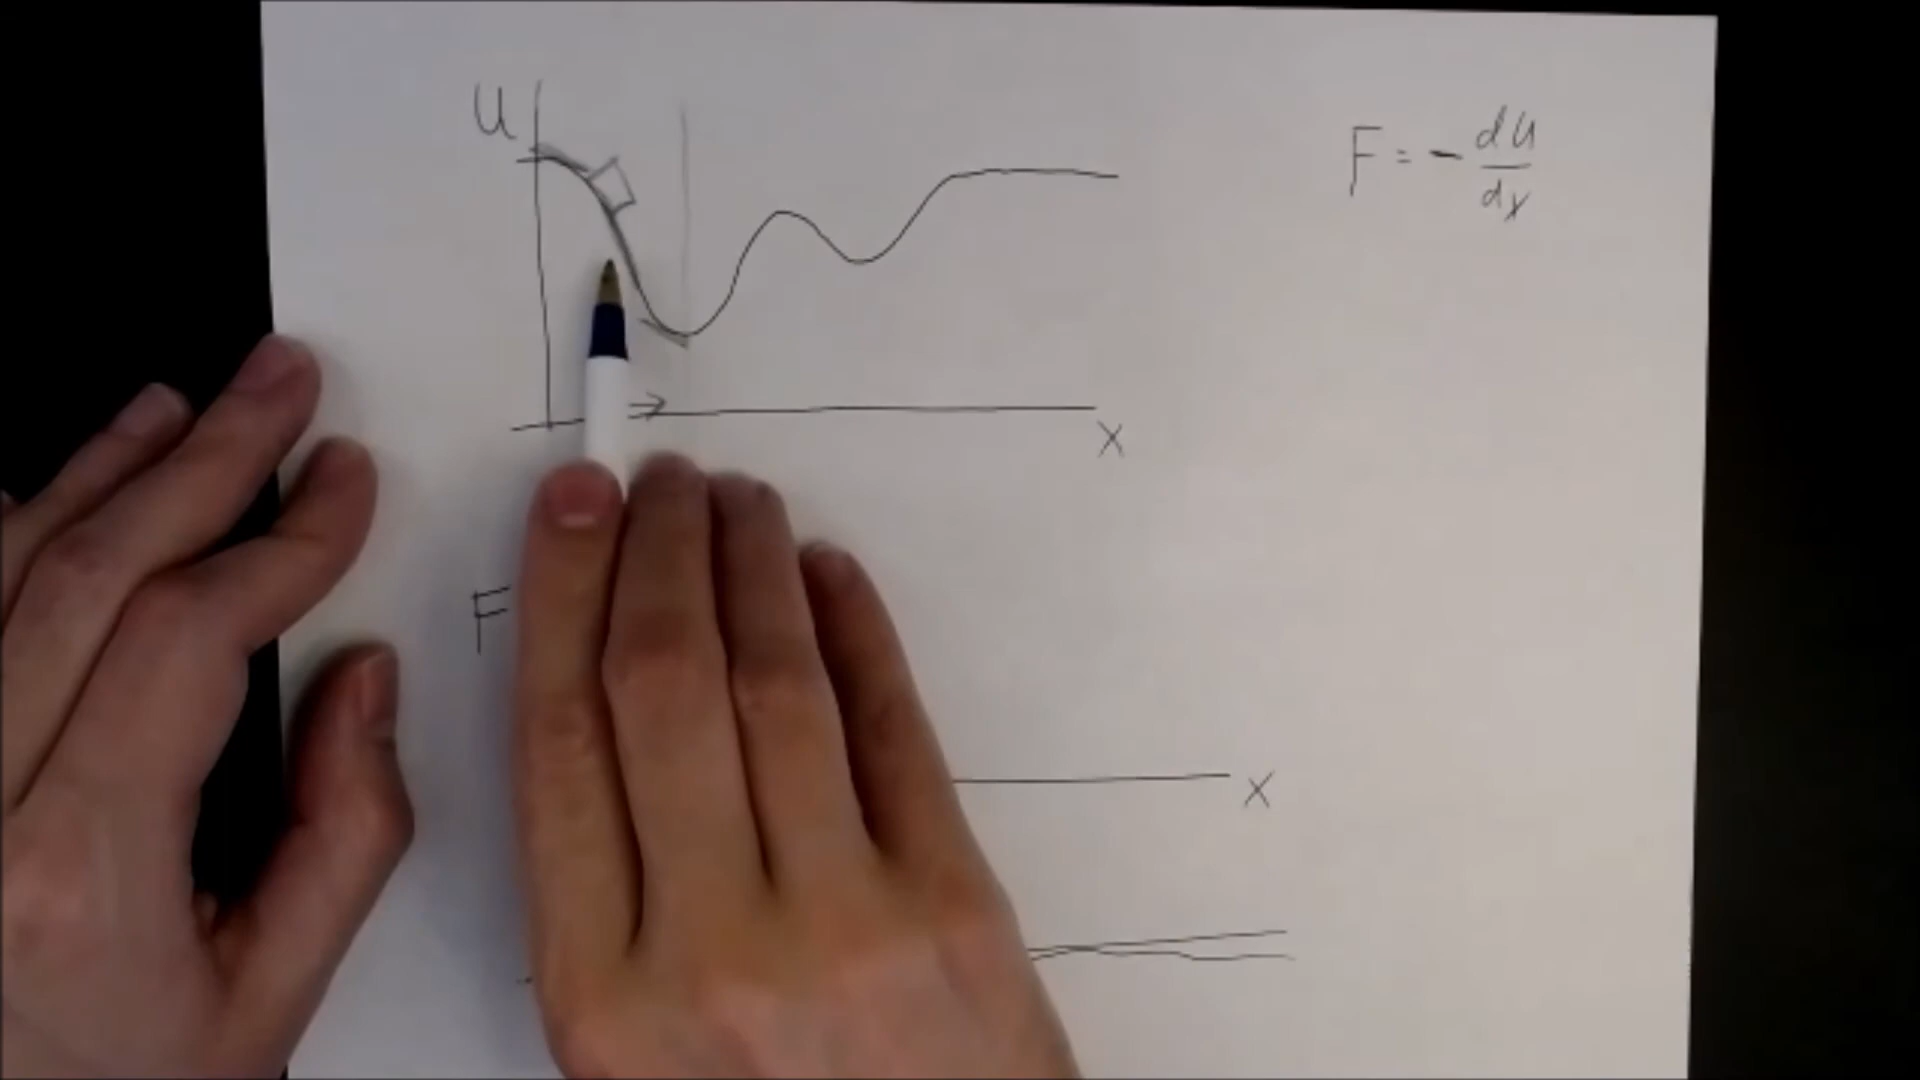 U
F = - dU/dx
X
F
X